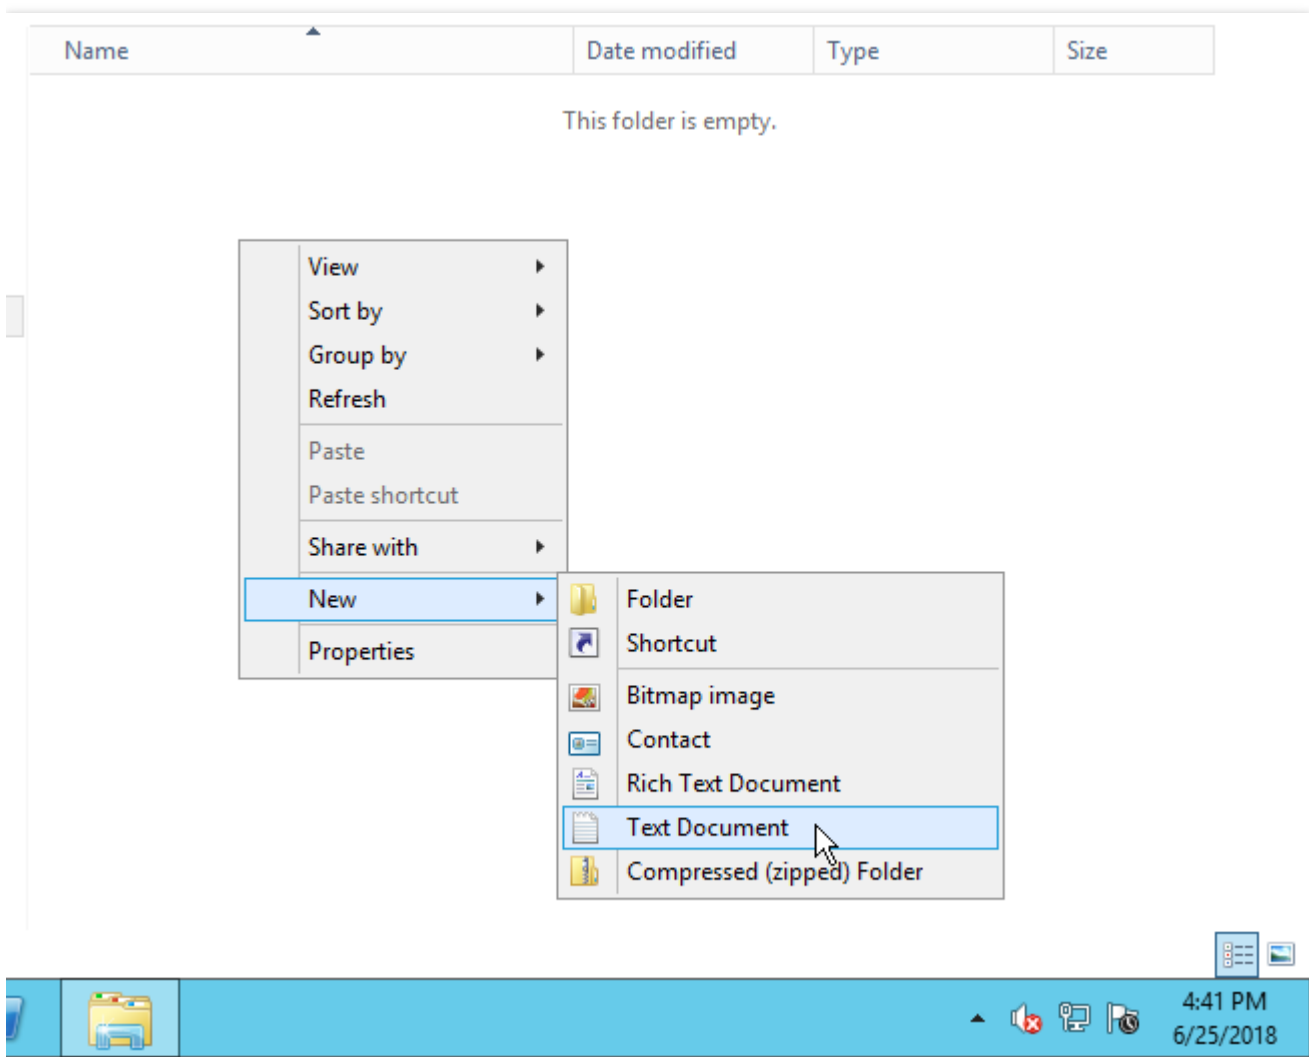 Name Date modified Type Size
This folder is empty.
View
Sort by
Group by
Refresh
Paste
Paste shortcut
Share with
New
Properties
Folder
Shortcut
Bitmap image
Contact
Rich Text Document
Text Document
Compressed (zipped) Folder
4:41 PM
6/25/2018